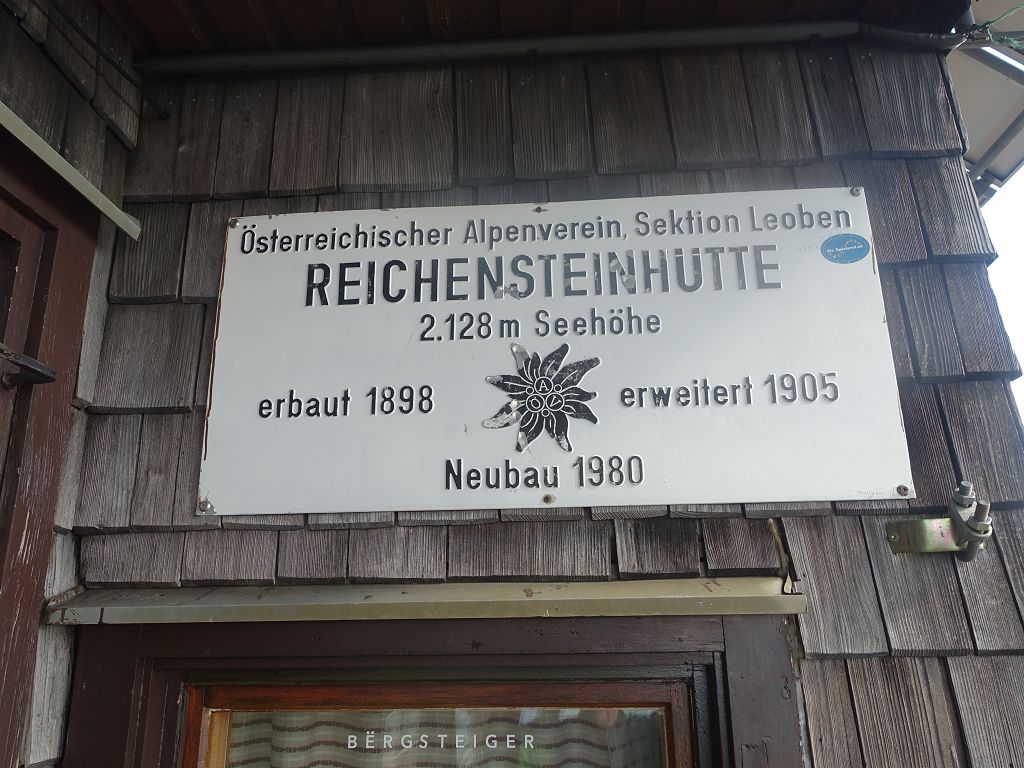 Österreichischer Alpenverein, Sektion Leoben
REICHENSTEINHÜTTE
2.128 m Seehöhe
erbaut 1898
erweitert 1905
Neubau 1980
BËRGSTEIGER